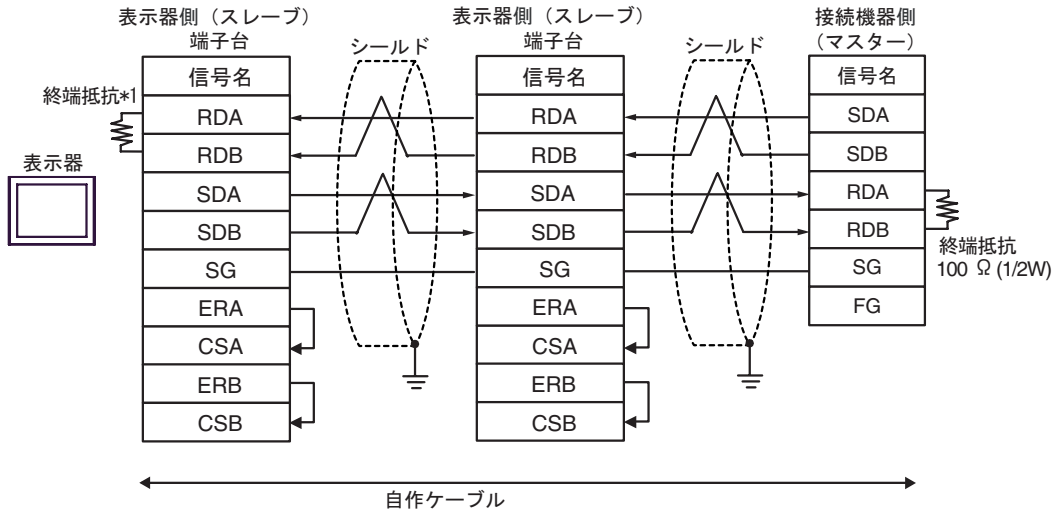 表示器側（スレーブ）
端子台
シールド
表示器側（スレーブ）
端子台
シールド
接続機器側
（マスター）
終端抵抗*1
表示器
信号名
RDA
RDB
SDA
SDB
SG
ERA
CSA
ERB
CSB
信号名
RDA
RDB
SDA
SDB
SG
ERA
CSA
ERB
CSB
信号名
SDA
SDB
RDA
RDB
SG
FG
終端抵抗
100 Ω (1/2W)
自作ケーブル